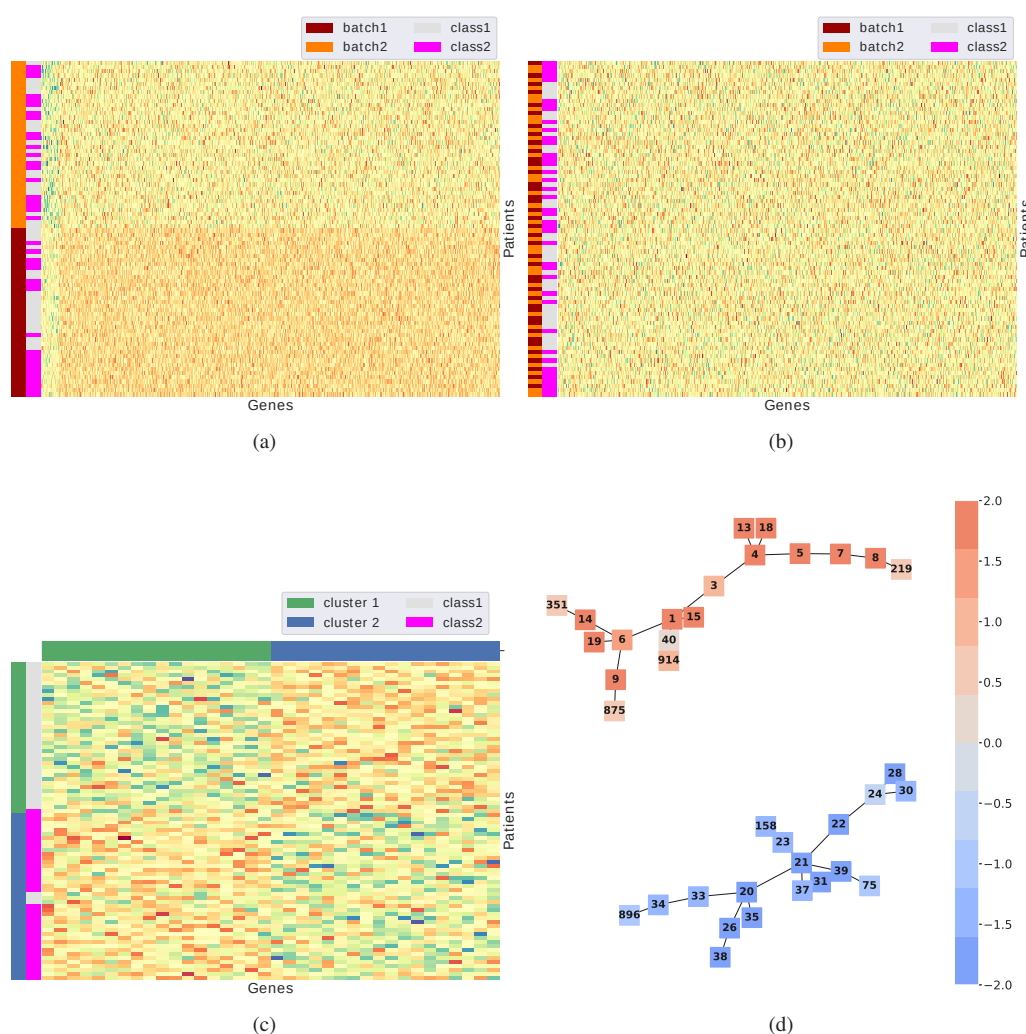 batch1 class1
batch2 class2
Patients
Genes
(a)
batch1 class1
batch2 class2
Patients
Genes
(b)
cluster 1 class1
cluster 2 class2
Patients
Genes
(c)
13 18
4 5 7 8 219
3
351 14 1 15
19 6 40
914
9
875
28
24 30
158 22
23
21 39
37 31 75
896 34 33 20
26 35
38
2.0
1.5
1.0
0.5
0.0
−0.5
−1.0
−1.5
−2.0
(d)